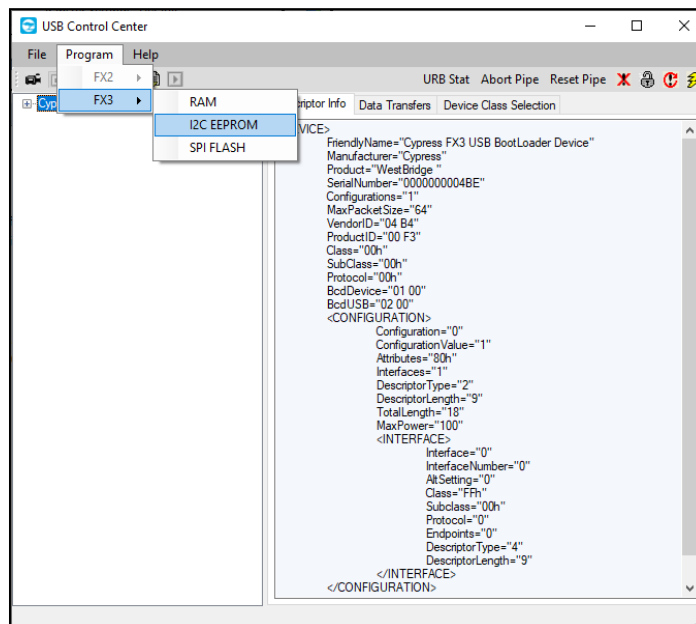 USB Control Center
File Program Help
URB Stat Abort Pipe Reset Pipe
FX2
FX3
RAM
I2C EEPROM
SPI FLASH
Cyp
riptor Info Data Transfers Device Class Selection
VICE>
FriendlyName="Cypress FX3 USB BootLoader Device"
Manufacturer="Cypress"
Product="WestBridge "
SerialNumber="0000000004BE"
Configurations="1"
MaxPacketSize="64"
VendorID="04 B4"
ProductID="00 F3"
Class="00h"
SubClass="00h"
Protocol="00h"
BcdDevice="01 00"
BcdUSB="02 00"
<CONFIGURATION>
Configuration="0"
ConfigurationValue="1"
Attributes="80h"
Interfaces="1"
DescriptorType="2"
DescriptorLength="9"
TotalLength="18"
MaxPower="100"
<INTERFACE>
Interface="0"
InterfaceNumber="0"
AltSetting="0"
Class="FFh"
Subclass="00h"
Protocol="0"
Endpoints="0"
DescriptorType="4"
DescriptorLength="9"
</INTERFACE>
</CONFIGURATION>